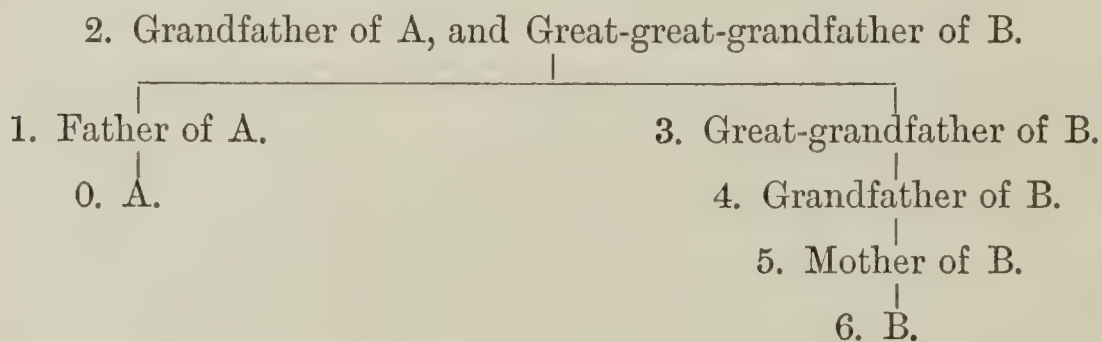 2. Grandfather of A, and Great-great-grandfather of B.
1. Father of A.
3. Great-grandfather of B.
0. A.
4. Grandfather of B.
5. Mother of B.
6. B.